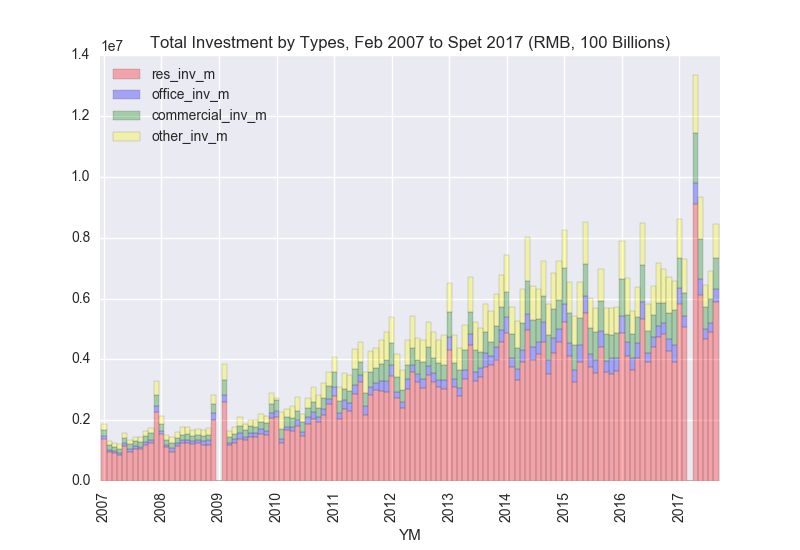 Total Investment by Types, Feb 2007 to Spet 2017 (RMB, 100 Billions)
1e7
1.4
1.2
1.0
0.8
0.6
0.4
0.2
0.0
res_inv_m
office_inv_m
commercial_inv_m
other_inv_m
2007
2008
2009
2010
2011
2012
2013
2014
2015
2016
2017
YM